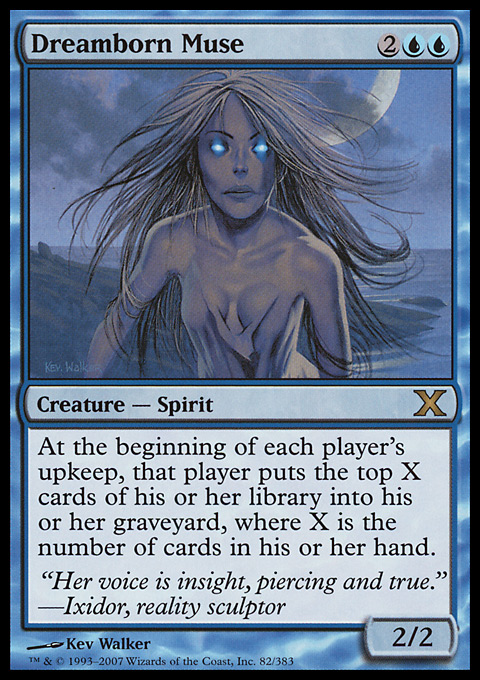 Dreamborn Muse 2
Kev. Walker
Creature — Spirit X
At the beginning of each player's
upkeep, that player puts the top X
cards of his or her library into his
or her graveyard, where X is the
number of cards in his or her hand.
"Her voice is insight, piercing and true."
—Ixidor, reality sculptor
2/2
Kev Walker
™ & © 1993–2007 Wizards of the Coast, Inc. 82/383